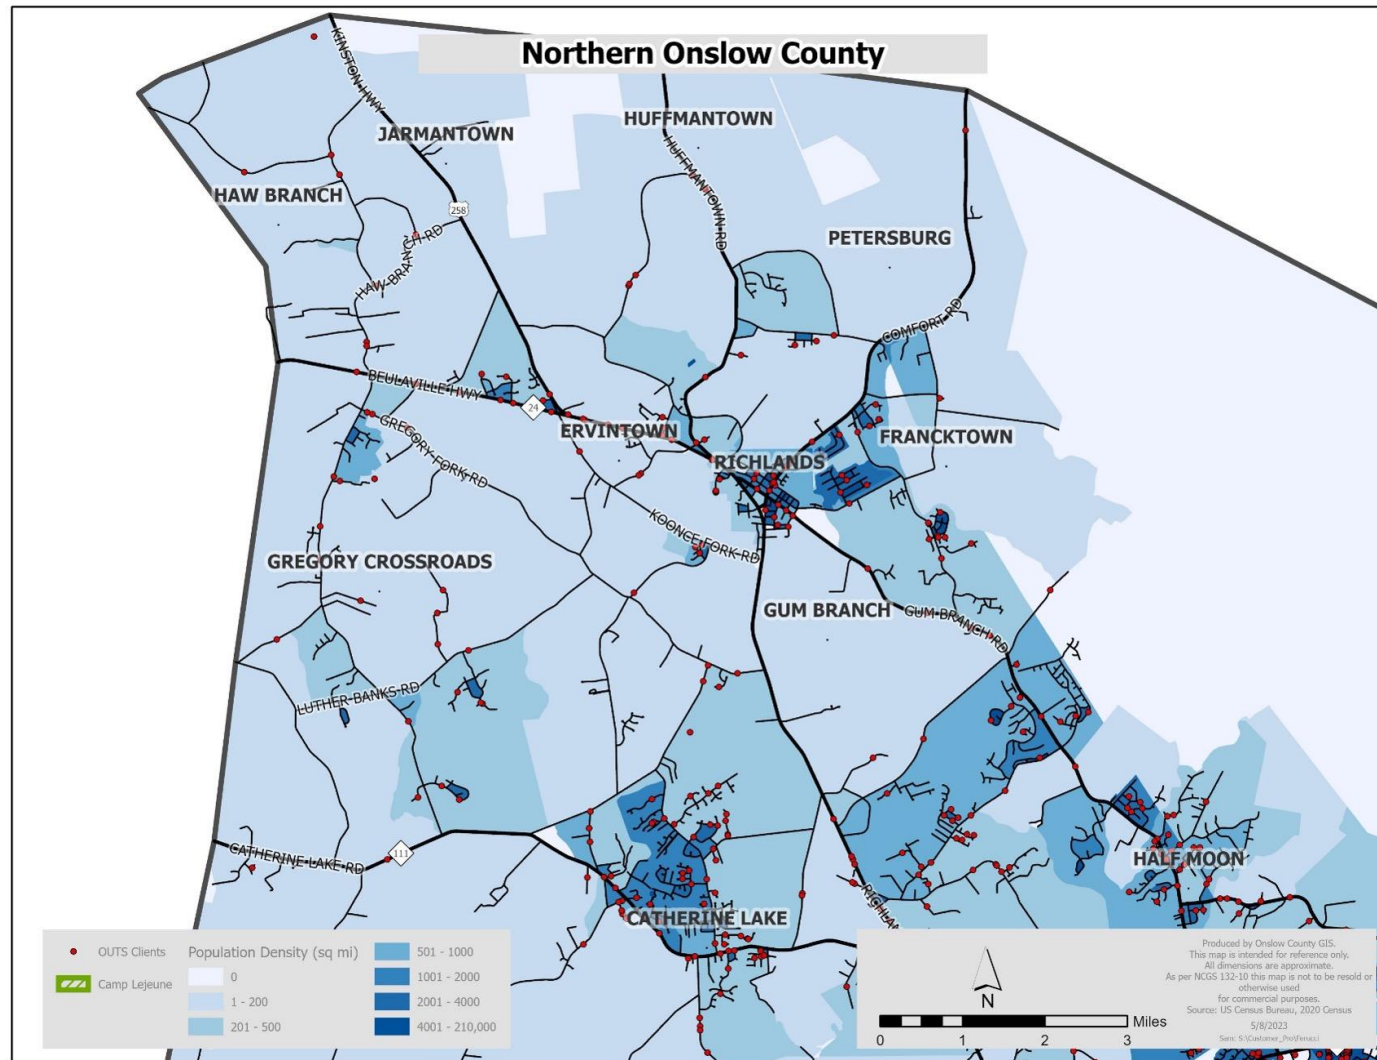 Northern Onslow County
KINSTON HWY
JARMANTOWN
HUFFMANTOWN
HUFFMANTOWN RD
HAW BRANCH
258
PETERSBURG
HAW BRANCH RD
COMFORT RD
BEULAVILLE HWY
24
ERVINTOWN
FRANCKTOWN
GREGORY FORK RD
RICHLANDS
KOONCE FORK RD
GREGORY CROSSROADS
GUM BRANCH
GUM BRANCH RD
LUTHER BANKS RD
CATHERINE LAKE RD
111
HALF MOON
CATHERINE LAKE
RICHLAN
OUTS Clients
Camp Lejeune
Population Density (sq mi)
0
1 - 200
201 - 500
501 - 1000
1001 - 2000
2001 - 4000
4001 - 210,000
N
Miles
0 1 2 3
Produced by Onslow County GIS.
This map is intended for reference only.
All dimensions are approximate.
As per NCGS 132-10 this map is not to be resold or
otherwise used
for commercial purposes.
Source: US Census Bureau, 2020 Census
5/8/2023